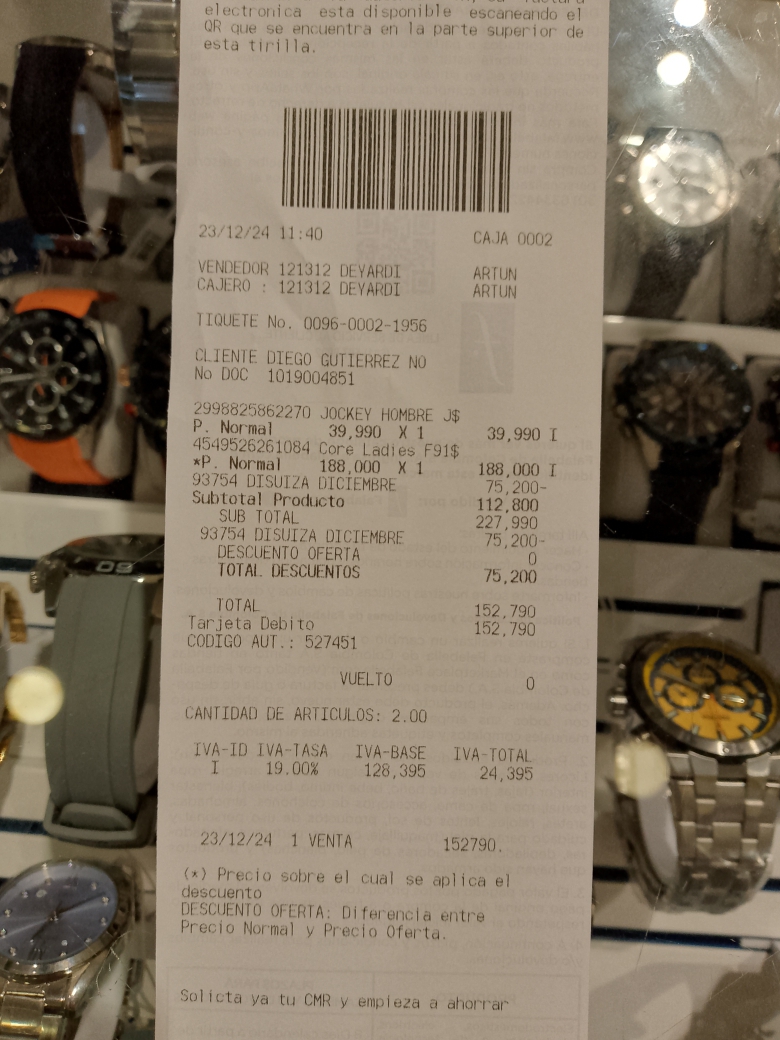 electronica esta disponible escaneando el
QR que se encuentra en la parte superior de
esta tirilla.
23/12/24 11:40 CAJA 0002
VENDEDOR 121312 DEYARDI ARTUN
CAJERO : 121312 DEYARDI ARTUN
TIQUETE No. 0096-0002-1956
CLIENTE DIEGO GUTIERREZ NO
No DOC 1019004851
2998825862270 JOCKEY HOMBRE J$
P. Normal 39,990 X 1 39,990 I
4549526261084 Core Ladies F91$
*P. Normal 188,000 X 1 188,000 I
93754 DISUIZA DICIEMBRE 75,200-
Subtotal Producto 112,800
SUB TOTAL 227,990
93754 DISUIZA DICIEMBRE 75,200-
DESCUENTO OFERTA 0
TOTAL DESCUENTOS 75,200
TOTAL 152,790
Tarjeta Debito 152,790
CODIGO AUT.: 527451
VUELTO 0
CANTIDAD DE ARTICULOS: 2.00
IVA-ID IVA-TASA IVA-BASE IVA-TOTAL
I 19.00% 128,395 24,395
23/12/24 1 VENTA 152790.
(*) Precio sobre el cual se aplica el
descuento
DESCUENTO OFERTA: Diferencia entre
Precio Normal y Precio Oferta.
Solicta ya tu CMR y empieza a ahorrar